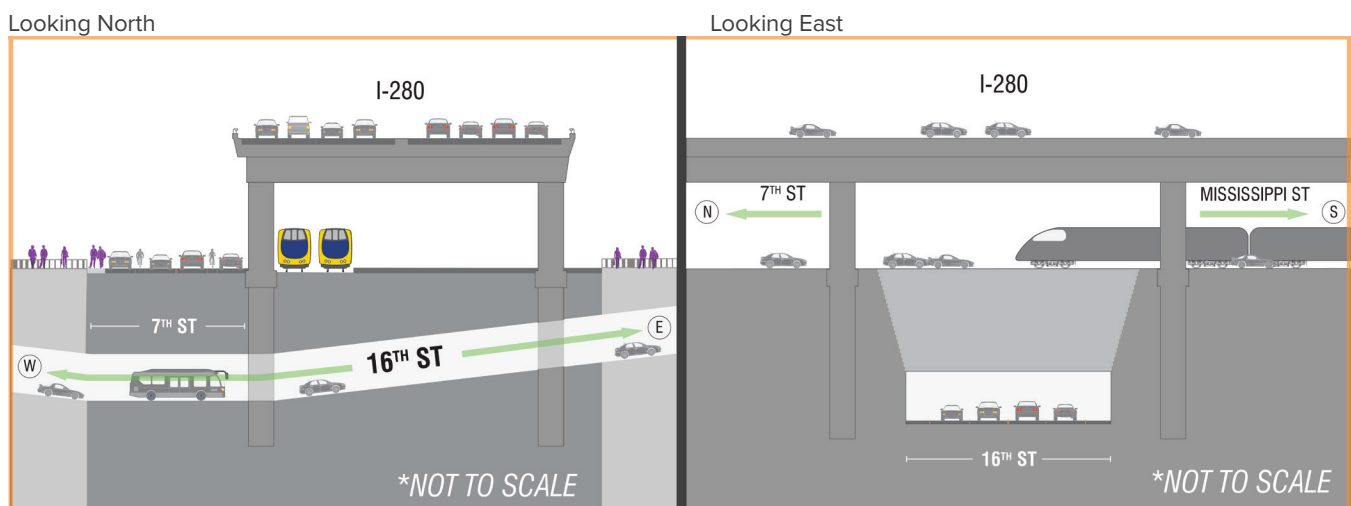 Looking North
I-280
7TH ST
W
16TH ST
E
*NOT TO SCALE
Looking East
I-280
N
7TH ST
MISSISSIPPI ST
S
16TH ST
*NOT TO SCALE